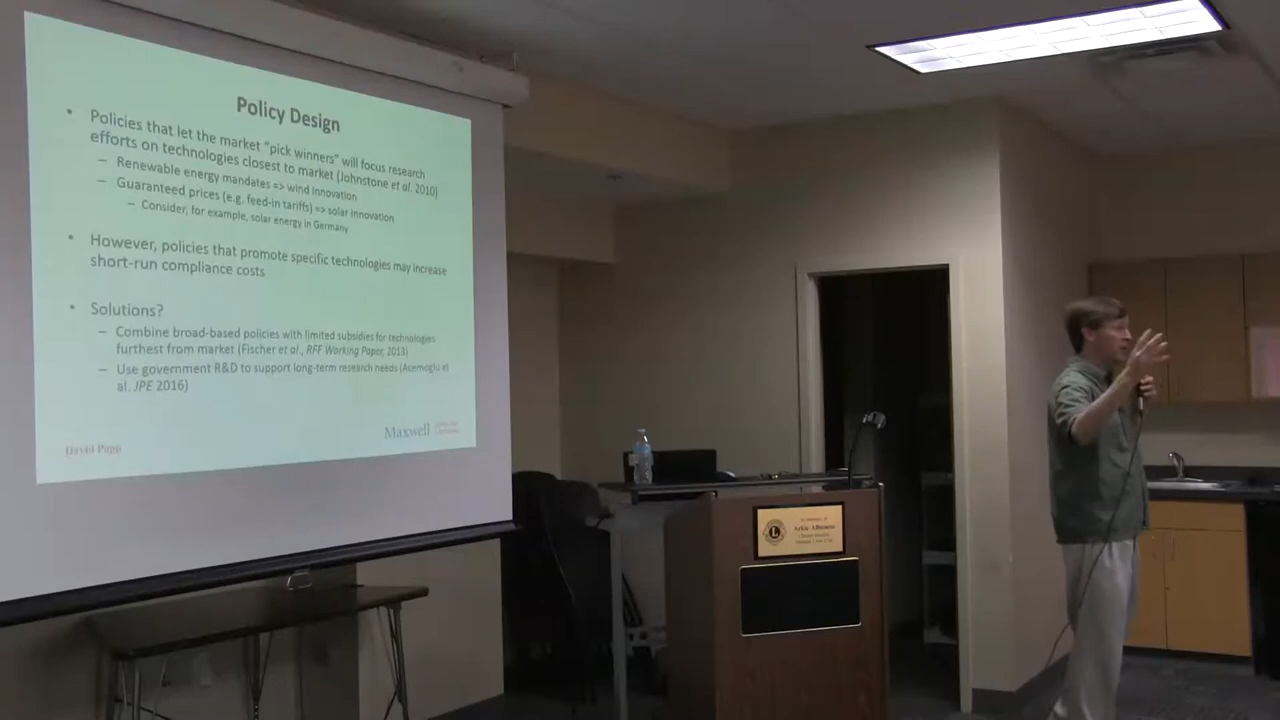 Policy Design
• Policies that let the market "pick winners" will focus research
efforts on technologies closest to market (Johnstone et al. 2010)
– Renewable energy mandates => wind innovation
– Guaranteed prices (e.g. feed-in tariffs) => solar innovation
– Consider, for example, solar energy in Germany
• However, policies that promote specific technologies may increase
short-run compliance costs
• Solutions?
– Combine broad-based policies with limited subsidies for technologies
furthest from market (Fischer et al., RFF Working Paper, 2013)
– Use government R&D to support long-term research needs (Acemoglu et
al. JPE 2016)
David Popp
Maxwell
L